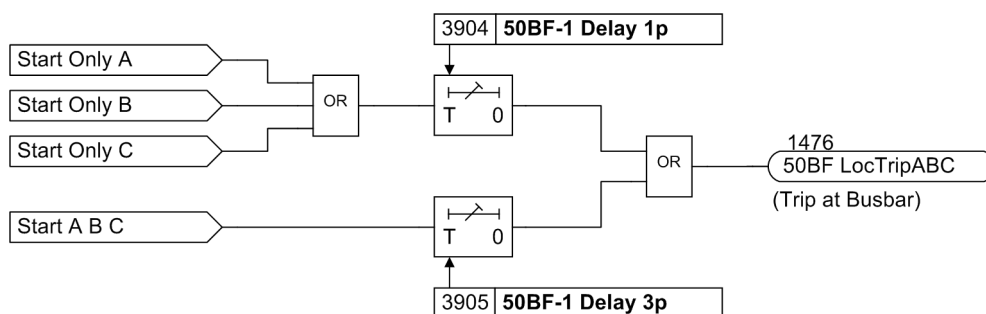 3904 50BF-1 Delay 1p
Start Only A
Start Only B
Start Only C
OR
T 0
OR
1476
50BF LocTripABC
(Trip at Busbar)
Start A B C
T 0
3905 50BF-1 Delay 3p